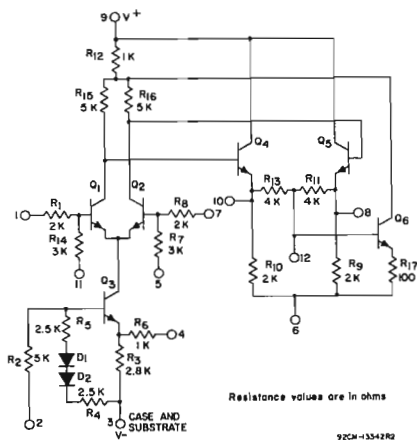 9 V+
R12
1K
R15
5K
R16
5K
Q4
Q5
Q1
Q2
R13
4K
R11
4K
10
8
Q6
R1
2K
1
R8
2K
7
R14
3K
R7
3K
11
5
12
R17
100
R10
2K
R9
2K
Q3
6
R5
2.5K
R6
1K
4
R2
5K
D1
D2
R3
2.8K
2.5K
R4
2
3
V-
CASE AND
SUBSTRATE
Resistance values are in ohms
92CM-13342R2